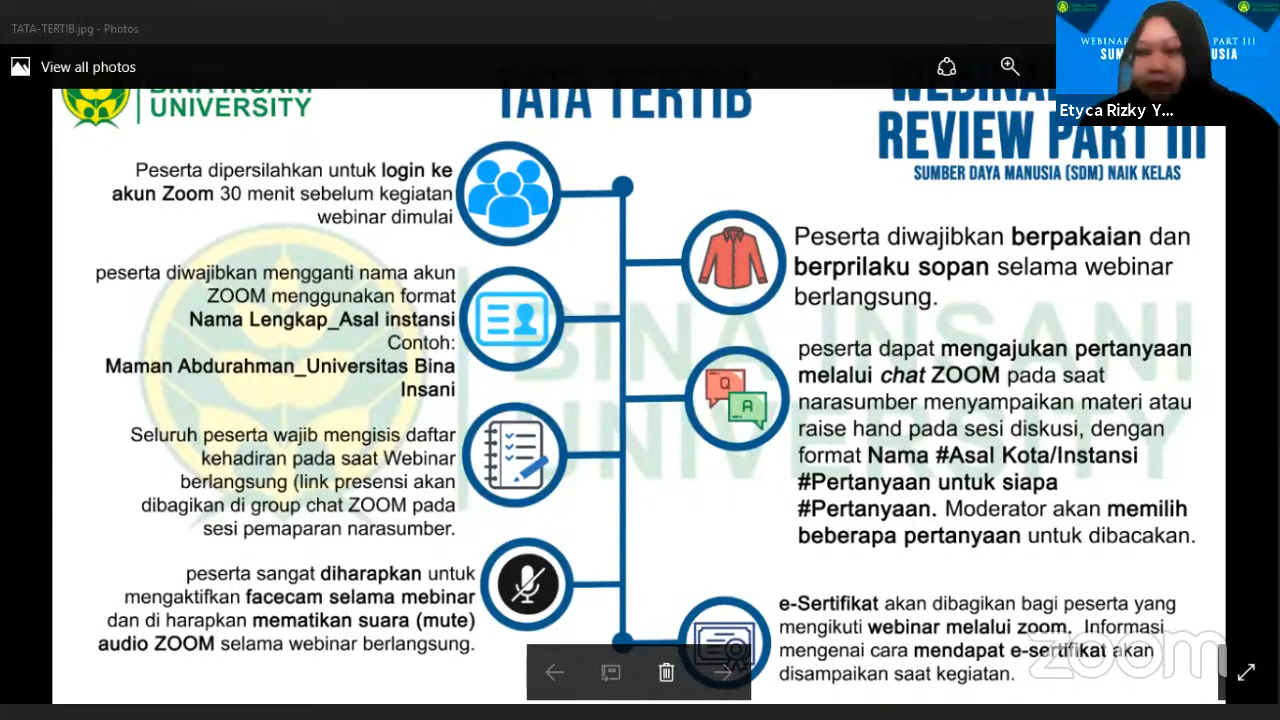 TATA-TERTIB.jpg - Photos
View all photos
WEBINAR PART III
Etyca Rizky Y...
BINA INSANI
UNIVERSITY
TATA TERTIB
WEBINAR
REVIEW PART III
SUMBER DAYA MANUSIA (SDM) NAIK KELAS
Peserta dipersilahkan untuk login ke
akun Zoom 30 menit sebelum kegiatan
webinar dimulai
peserta diwajibkan mengganti nama akun
ZOOM menggunakan format
Nama Lengkap_Asal instansi
Contoh:
Maman Abdurahman_Universitas Bina
Insani
Seluruh peserta wajib mengisis daftar
kehadiran pada saat Webinar
berlangsung (link presensi akan
dibagikan di group chat ZOOM pada
sesi pemaparan narasumber.
peserta sangat diharapkan untuk
mengaktifkan facecam selama mebinar
dan di harapkan mematikan suara (mute)
audio ZOOM selama webinar berlangsung.
Peserta diwajibkan berpakaian dan
berprilaku sopan selama webinar
berlangsung.
Q
A
peserta dapat mengajukan pertanyaan
melalui chat ZOOM pada saat
narasumber menyampaikan materi atau
raise hand pada sesi diskusi, dengan
format Nama #Asal Kota/Instansi
#Pertanyaan untuk siapa
#Pertanyaan. Moderator akan memilih
beberapa pertanyaan untuk dibacakan.
e-Sertifikat akan dibagikan bagi peserta yang
mengikuti webinar melalui zoom. Informasi
mengenai cara mendapat e-sertifikat akan
disampaikan saat kegiatan.
BINA INSANI
UNIVERSITY
zoom